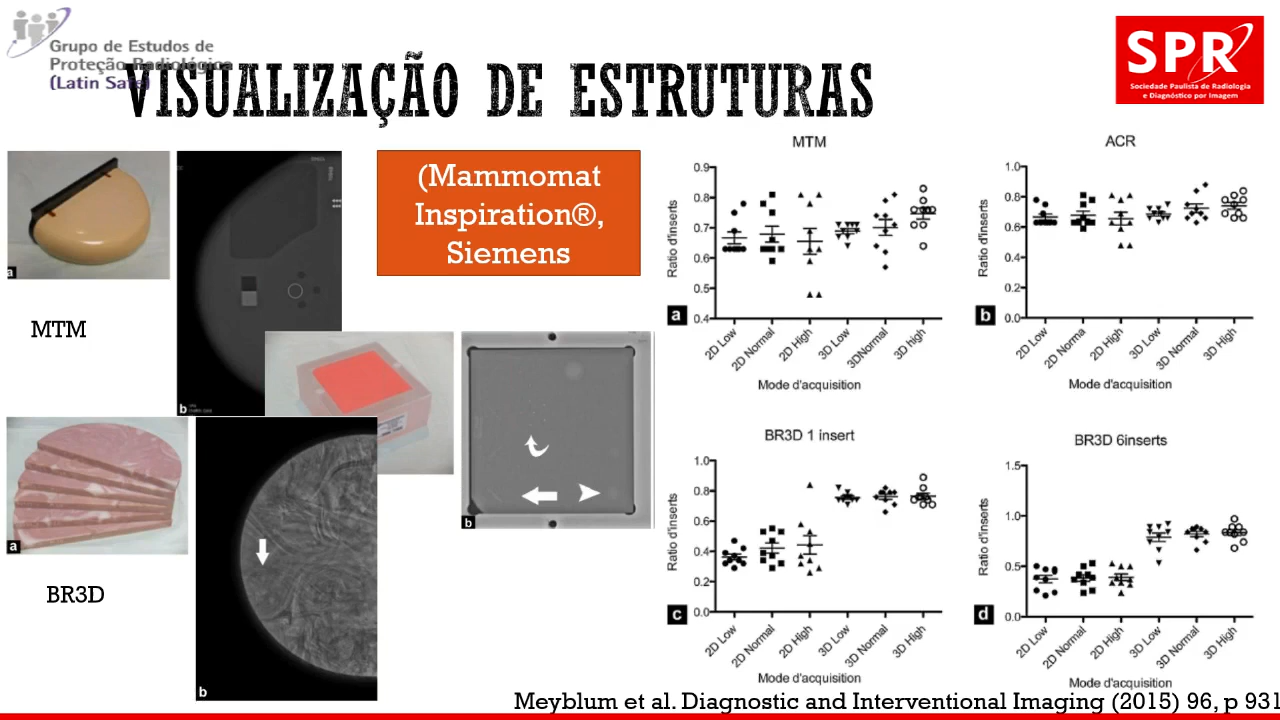 Grupo de Estudos de
Proteção Radiológica
(Latin Safe)
VISUALIZAÇÃO DE ESTRUTURAS
SPR
Sociedade Paulista de Radiologia
e Diagnóstico por Imagem
(Mammomat
Inspiration®,
Siemens
a
b
MTM
b
a
b
BR3D
MTM
Ratio d'inserts
0.9
0.8
0.7
0.6
0.5
0.4
a
2D Low
2D Normal
2D High
3D Low
3DNormal
3D high
Mode d'acquisition
ACR
Ratio d'inserts
1.0
0.8
0.6
0.4
0.2
0.0
b
2D Low
2D Norma
2D High
3D Low
3D Normal
3D High
Mode d'acquisition
BR3D 1 insert
Ratio d'inserts
1.0
0.8
0.6
0.4
0.2
0.0
c
2D Low
2D Normal
2D High
3D Low
3D Normal
3D High
Mode d'acquisition
BR3D 6inserts
Ratio d'inserts
1.5
1.0
0.5
0.0
d
2D Low
2D Normal
2D High
3D Low
3D Normal
3D High
Mode d'acquisition
Meyblum et al. Diagnostic and Interventional Imaging (2015) 96, p 931